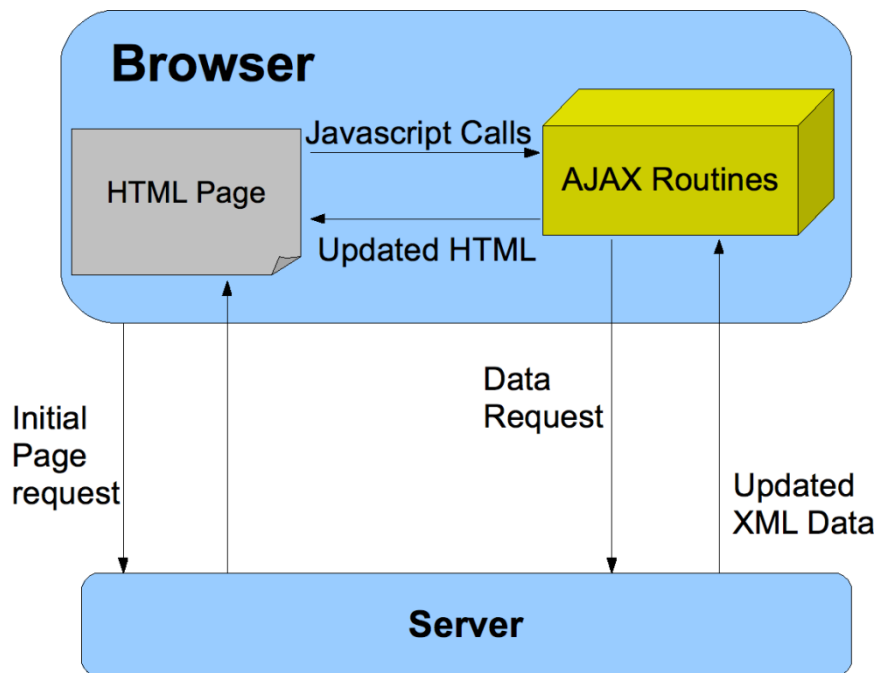 Browser
Javascript Calls
HTML Page
AJAX Routines
Updated HTML
Initial
Page
request
Data
Request
Updated
XML Data
Server